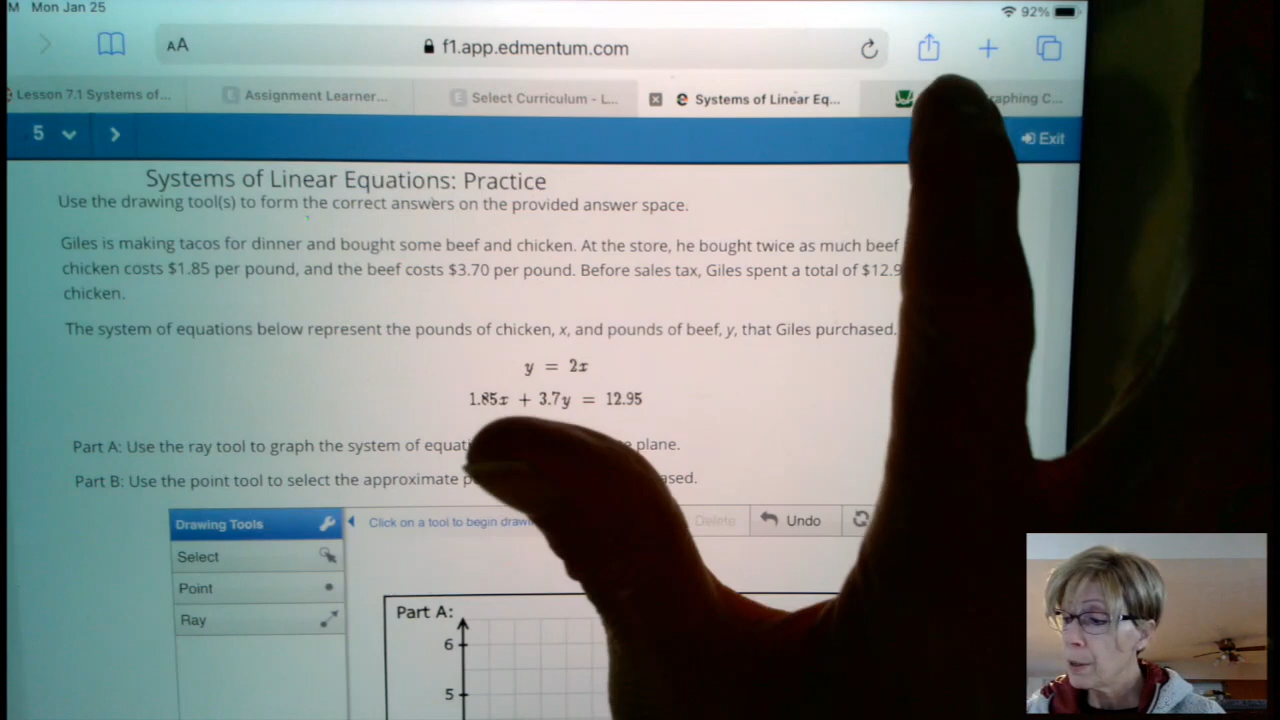 M Mon Jan 25
92%
AA f1.app.edmentum.com
Lesson 7.1 Systems of... Assignment Learner... Select Curriculum - L... Systems of Linear Eq... raphing C...
5 Exit
Systems of Linear Equations: Practice
Use the drawing tool(s) to form the correct answers on the provided answer space.
Giles is making tacos for dinner and bought some beef and chicken. At the store, he bought twice as much beef
chicken costs $1.85 per pound, and the beef costs $3.70 per pound. Before sales tax, Giles spent a total of $12.9
chicken.
The system of equations below represent the pounds of chicken, x, and pounds of beef, y, that Giles purchased.
y = 2x
1.85x + 3.7y = 12.95
Part A: Use the ray tool to graph the system of equati plane.
Part B: Use the point tool to select the approximate p ased.
Drawing Tools Click on a tool to begin drawi Delete Undo
Select
Point
Ray
Part A:
6
5